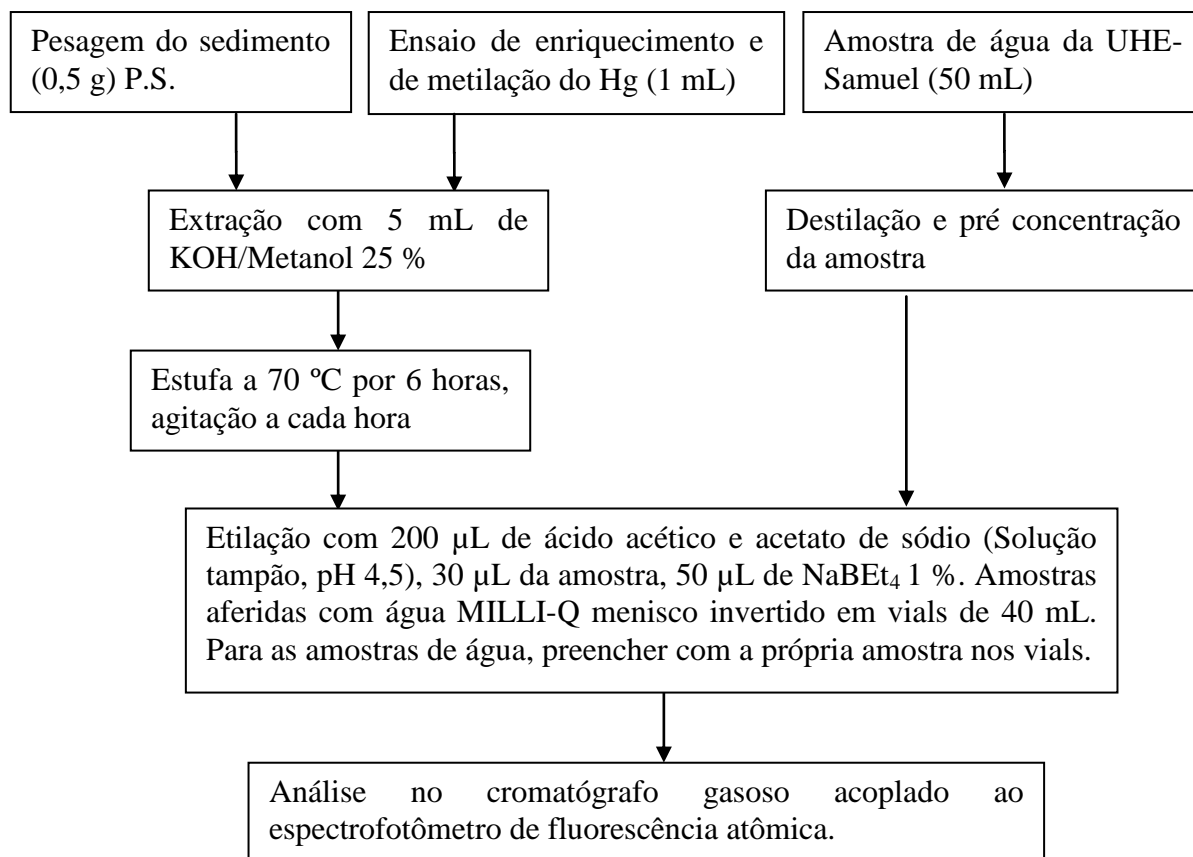 Pesagem do sedimento
(0,5 g) P.S.
Ensaio de enriquecimento e
de metilação do Hg (1 mL)
Amostra de água da UHE-
Samuel (50 mL)
Extração com 5 mL de
KOH/Metanol 25 %
Destilação e pré concentração
da amostra
Estufa a 70 ºC por 6 horas,
agitação a cada hora
Etilação com 200 µL de ácido acético e acetato de sódio (Solução
tampão, pH 4,5), 30 µL da amostra, 50 µL de NaBEt₄ 1 %. Amostras
aferidas com água MILLI-Q menisco invertido em vials de 40 mL.
Para as amostras de água, preencher com a própria amostra nos vials.
Análise no cromatógrafo gasoso acoplado ao
espectrofotômetro de fluorescência atômica.